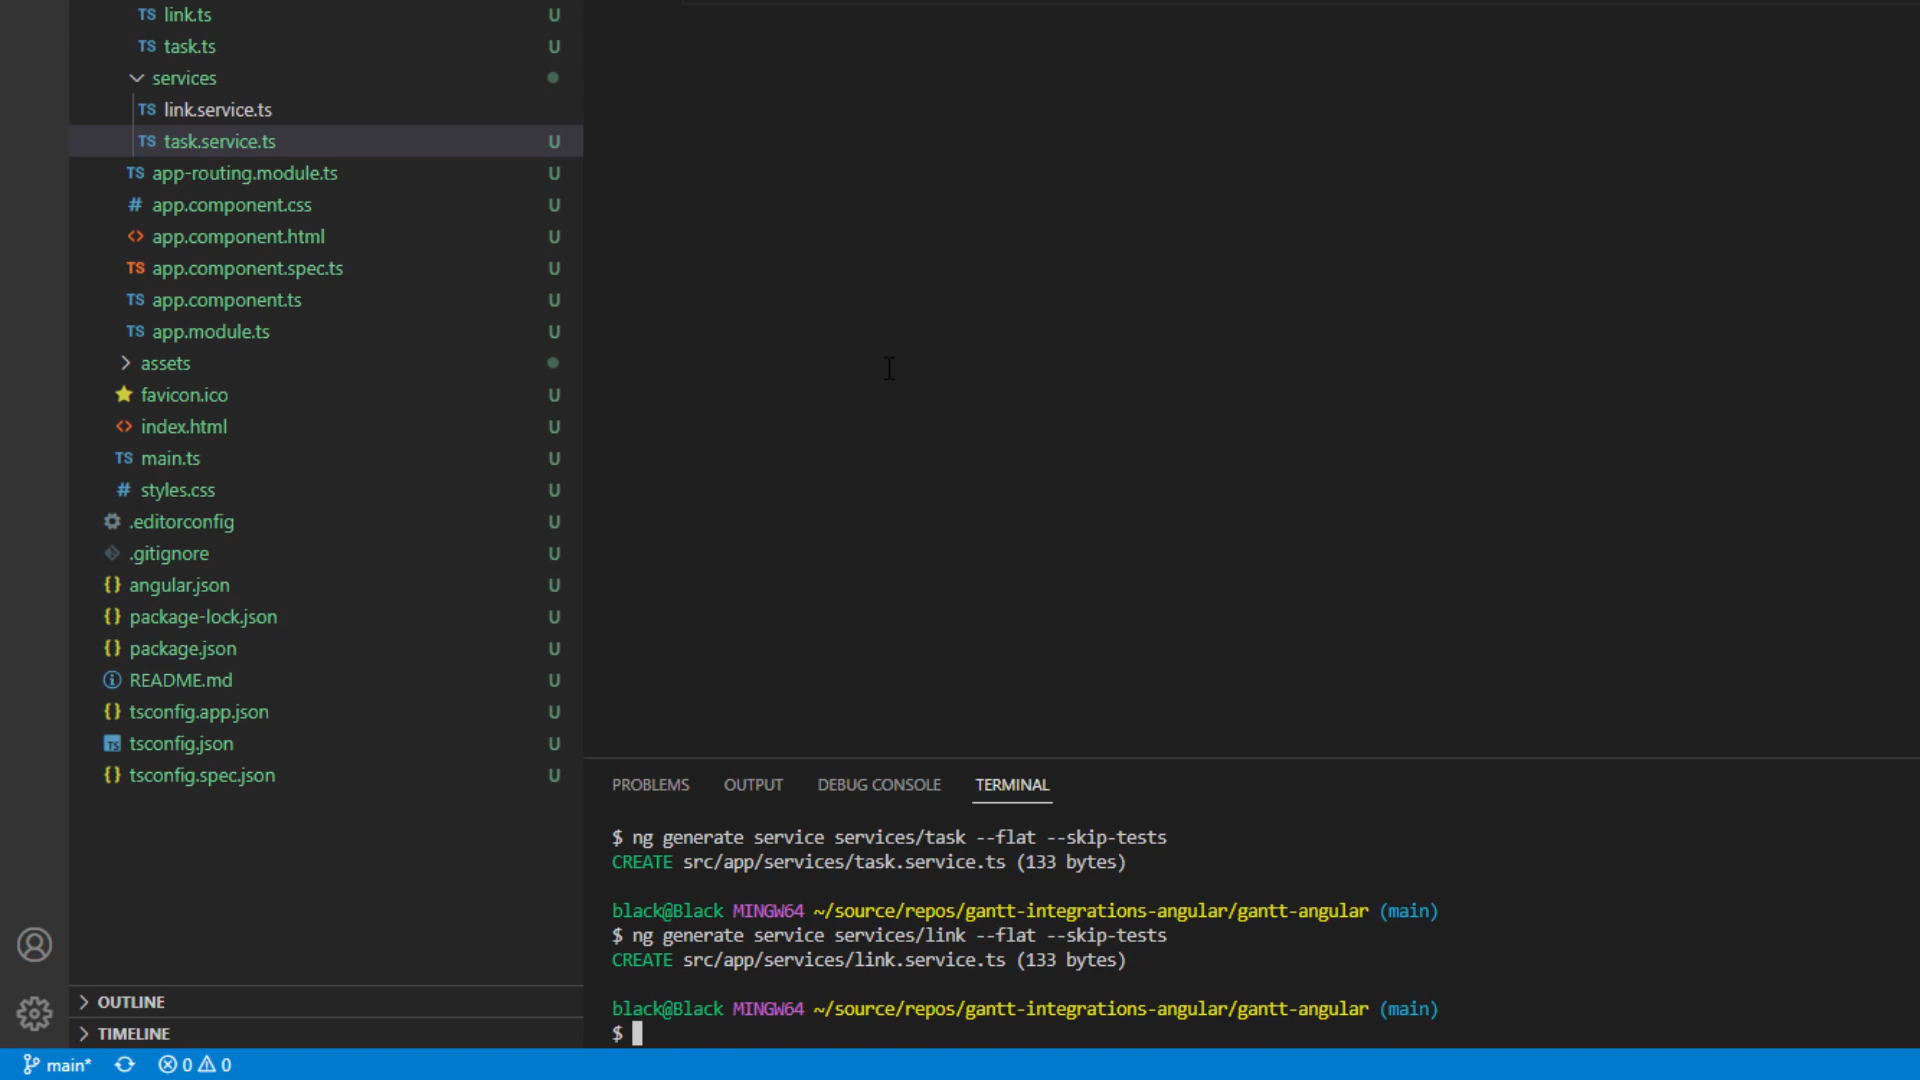 TS link.ts U
TS task.ts U
services
TS link.service.ts
TS task.service.ts U
TS app-routing.module.ts U
# app.component.css U
<> app.component.html U
TS app.component.spec.ts U
TS app.component.ts U
TS app.module.ts U
assets
favicon.ico U
<> index.html U
TS main.ts U
# styles.css U
.editorconfig U
.gitignore U
{} angular.json U
{} package-lock.json U
{} package.json U
README.md U
{} tsconfig.app.json U
TS tsconfig.json U
{} tsconfig.spec.json U
OUTLINE
TIMELINE
PROBLEMS OUTPUT DEBUG CONSOLE TERMINAL
$ ng generate service services/task --flat --skip-tests
CREATE src/app/services/task.service.ts (133 bytes)
black@Black MINGW64 ~/source/repos/gantt-integrations-angular/gantt-angular (main)
$ ng generate service services/link --flat --skip-tests
CREATE src/app/services/link.service.ts (133 bytes)
black@Black MINGW64 ~/source/repos/gantt-integrations-angular/gantt-angular (main)
$
main* 0 0